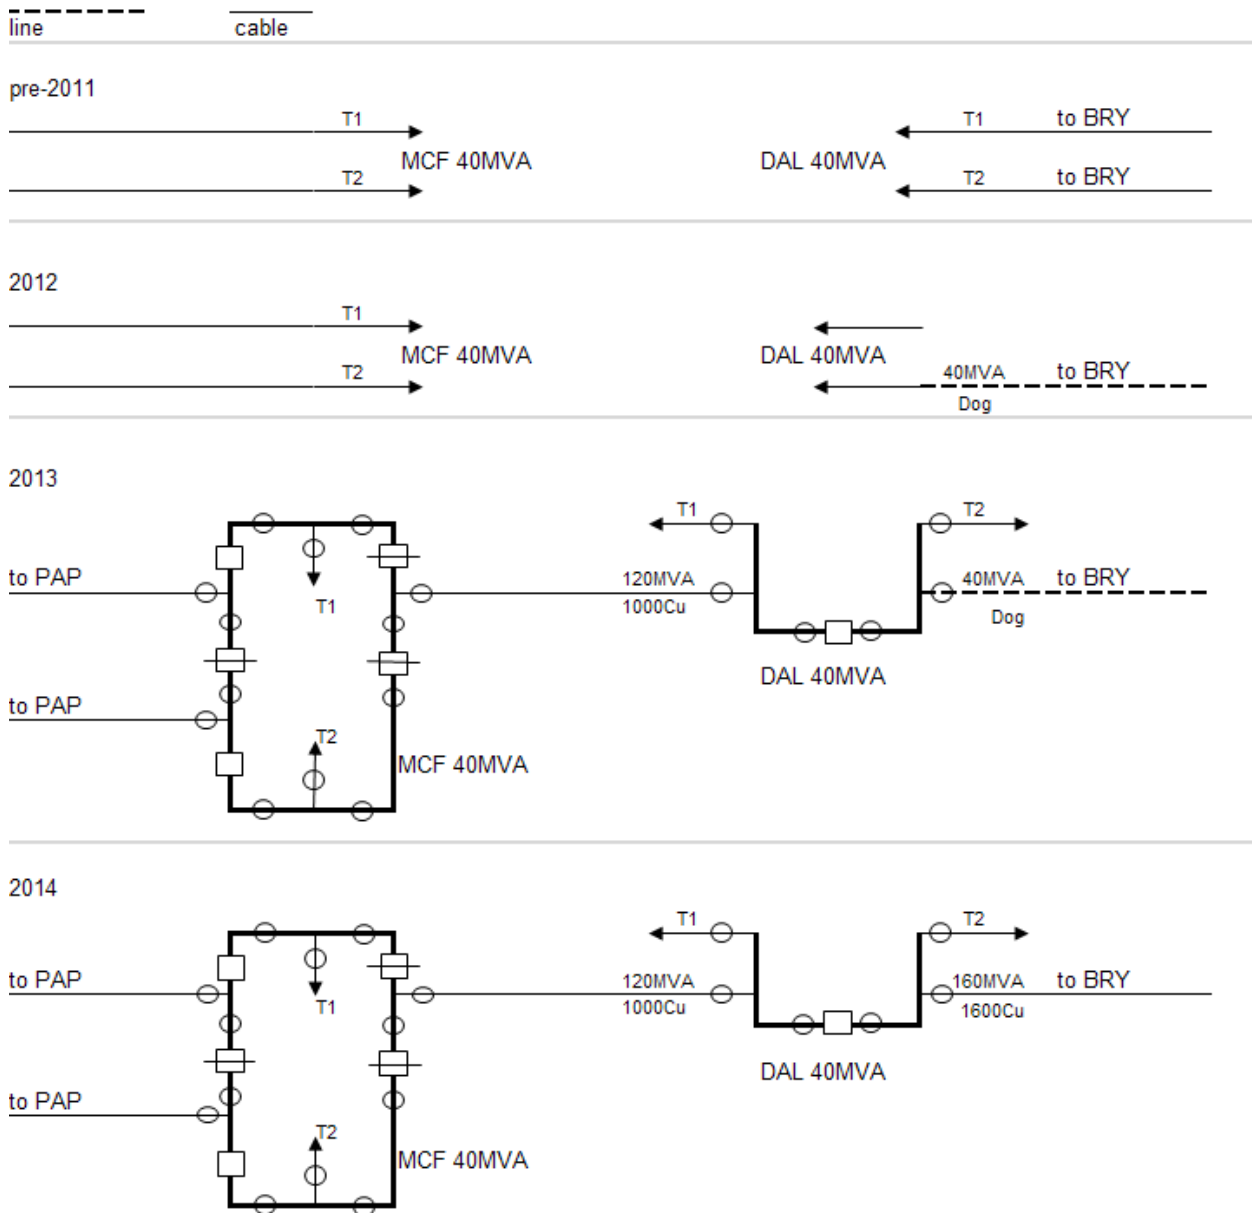 line cable
pre-2011
T1 T1 to BRY
MCF 40MVA DAL 40MVA
T2 T2 to BRY
2012
T1
MCF 40MVA DAL 40MVA
T2 40MVA to BRY
Dog
2013
T1 T2
to PAP 120MVA 40MVA to BRY
T1 1000Cu Dog
DAL 40MVA
to PAP
T2
MCF 40MVA
2014
T1 T2
to PAP 120MVA 160MVA to BRY
T1 1000Cu 1600Cu
DAL 40MVA
to PAP
T2
MCF 40MVA